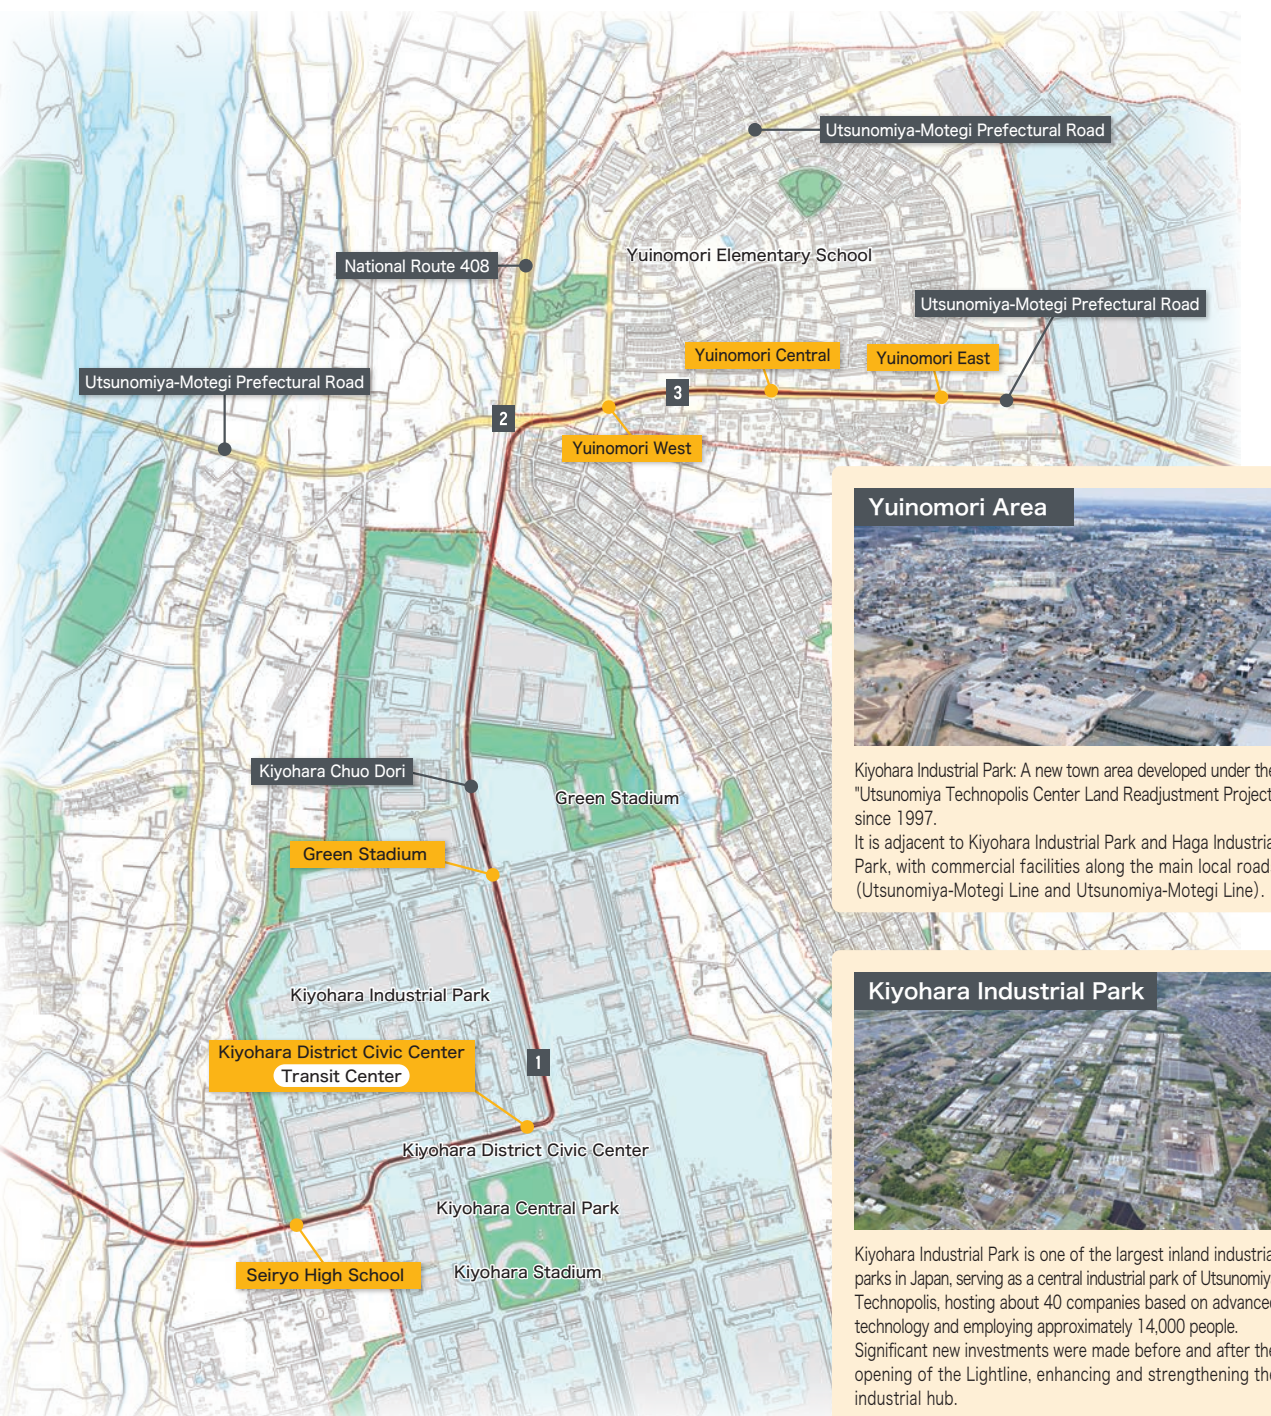 Utsunomiya-Motegi Prefectural Road
Yuinomori Elementary School
National Route 408
Utsunomiya-Motegi Prefectural Road
Yuinomori Central
Yuinomori East
Utsunomiya-Motegi Prefectural Road
3
2
Yuinomori West
Yuinomori Area
Kiyohara Industrial Park: A new town area developed under the
"Utsunomiya Technopolis Center Land Readjustment Project
since 1997.
It is adjacent to Kiyohara Industrial Park and Haga Industria
Park, with commercial facilities along the main local road
(Utsunomiya-Motegi Line and Utsunomiya-Motegi Line).
Kiyohara Chuo Dori
Green Stadium
Green Stadium
Kiyohara Industrial Park
Kiyohara District Civic Center
Transit Center
1
Kiyohara District Civic Center
Kiyohara Central Park
Kiyohara Stadium
Seiryo High School
Kiyohara Industrial Park
Kiyohara Industrial Park is one of the largest inland industria
parks in Japan, serving as a central industrial park of Utsunomiy
Technopolis, hosting about 40 companies based on advanced
technology and employing approximately 14,000 people.
Significant new investments were made before and after the
opening of the Lightline, enhancing and strengthening the
industrial hub.